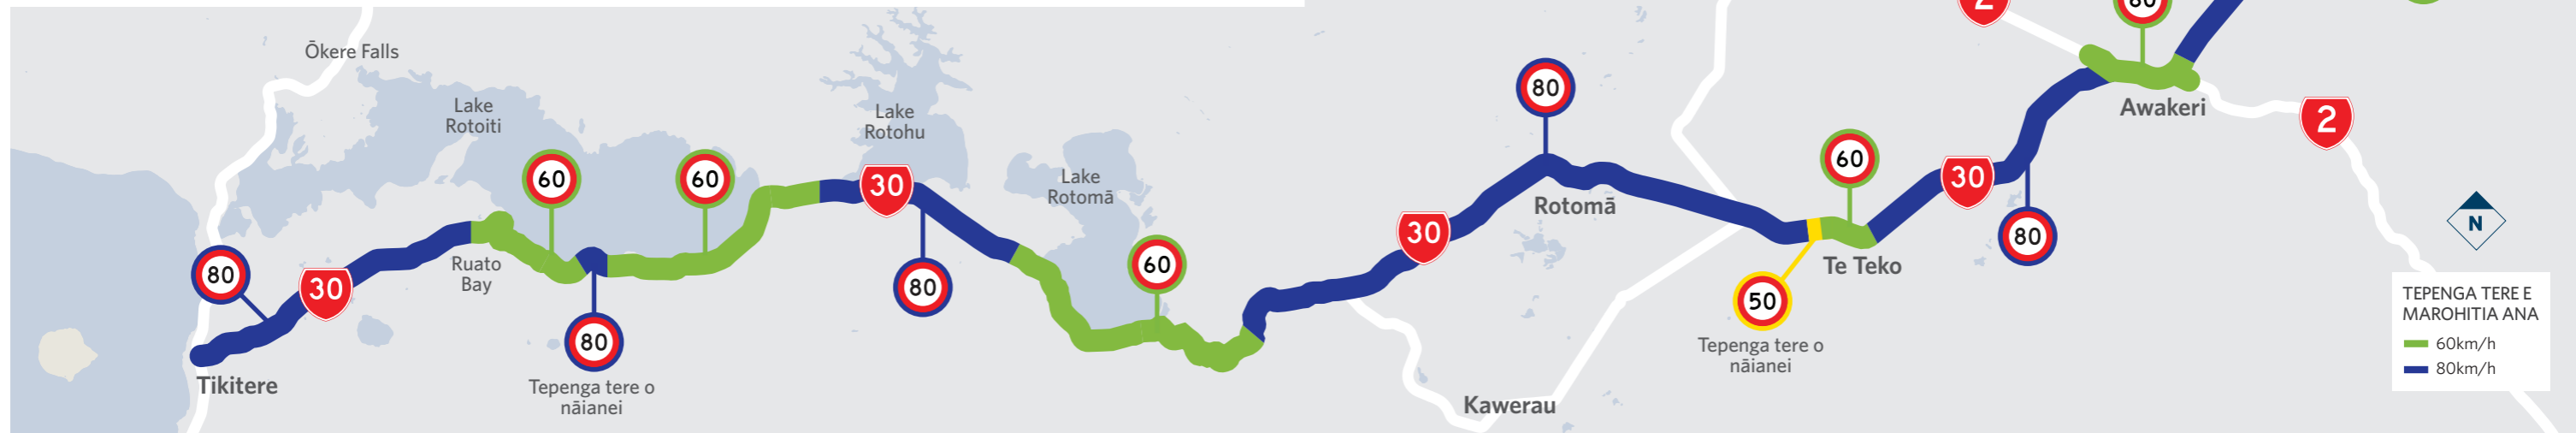 2
80
Ōkere Falls
Lake
Rotoiti
Lake
Rotohu
80
Awakeri
2
60
60
30
Lake
Rotomā
60
30
Rotomā
N
80
30
Ruato
Bay
60
30
80
Te Teko
80
80
50
Tepenga tere o
nāianei
Tikitere
Tepenga tere o
nāianei
Kawerau
TEPENGA TERE E
MAROHITIA ANA
60km/h
80km/h